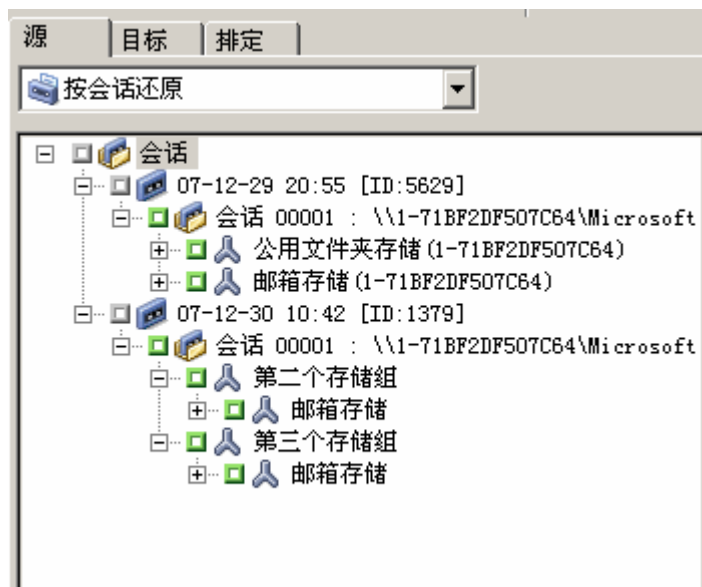 源 目标 排定
按会话还原
会话
07-12-29 20:55 [ID:5629]
会话 00001 : \\1-71BF2DF507C64\Microsoft
公用文件夹存储(1-71BF2DF507C64)
邮箱存储(1-71BF2DF507C64)
07-12-30 10:42 [ID:1379]
会话 00001 : \\1-71BF2DF507C64\Microsoft
第二个存储组
邮箱存储
第三个存储组
邮箱存储